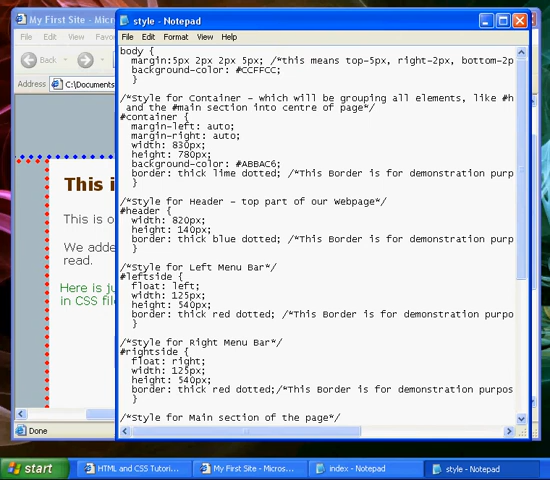 My First Site - Micros
File Edit View Favor
Back
Address C:\Documents
This i
This is o
We adde
read.
Here is ju
in CSS file
Done
style - Notepad
File Edit Format View Help
body {
margin:5px 2px 2px 5px; /*this means top-5px, right-2px, bottom-2p
background-color: #CCFFCC;
}
/*Style for Container - which will be grouping all elements, like #h
and the #main section into centre of page*/
#container {
margin-left: auto;
margin-right: auto;
width: 830px;
height: 780px;
background-color: #ABBAC6;
border: thick lime dotted; /*This Border is for demonstration purp
}
/*Style for Header - top part of our Webpage*/
#header {
width: 820px;
height: 140px;
border: thick blue dotted; /*This Border is for demonstration purp
}
/*Style for Left Menu Bar*/
#leftside {
float: left;
width: 125px;
height: 540px;
border: thick red dotted; /*This Border is for demonstration purpo
}
/*Style for Right Menu Bar*/
#rightside {
float: right;
width: 125px;
height: 540px;
border: thick red dotted;/*This Border is for demonstration purpos
}
/*Style for Main section of the page*/
start
HTML and CSS Tutori...
My First Site - Micros...
index - Notepad
style - Notepad